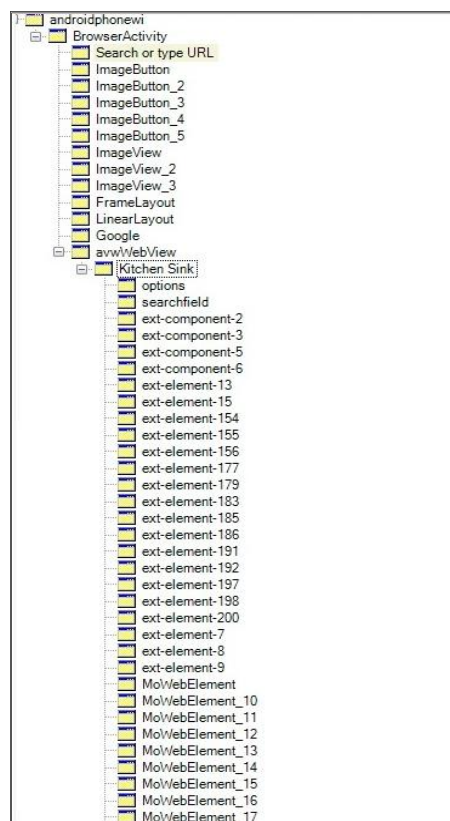 androidphonewi
BrowserActivity
Search or type URL
ImageButton
ImageButton_2
ImageButton_3
ImageButton_4
ImageButton_5
ImageView
ImageView_2
ImageView_3
FrameLayout
LinearLayout
Google
avwWebView
Kitchen Sink
options
searchfield
ext-component-2
ext-component-3
ext-component-5
ext-component-6
ext-element-13
ext-element-15
ext-element-154
ext-element-155
ext-element-156
ext-element-177
ext-element-179
ext-element-183
ext-element-185
ext-element-186
ext-element-191
ext-element-192
ext-element-197
ext-element-198
ext-element-200
ext-element-7
ext-element-8
ext-element-9
MoWebElement
MoWebElement_10
MoWebElement_11
MoWebElement_12
MoWebElement_13
MoWebElement_14
MoWebElement_15
MoWebElement_16
MoWebElement_17